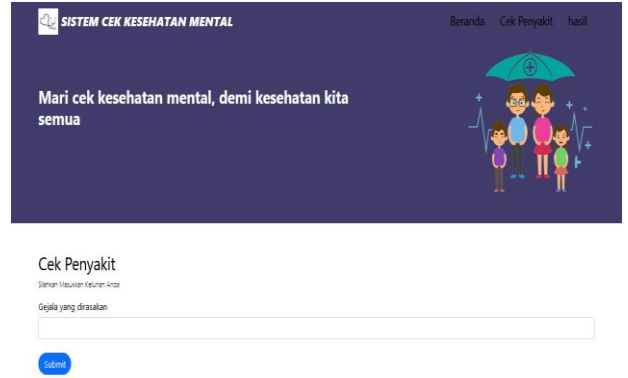 SISTEM CEK KESEHATAN MENTAL
Beranda Cek Penyakit hasil
Mari cek kesehatan mental, demi kesehatan kita
semua
Cek Penyakit
Silahkan Masukkan Keluhan Anda
Gejala yang dirasakan
Submit